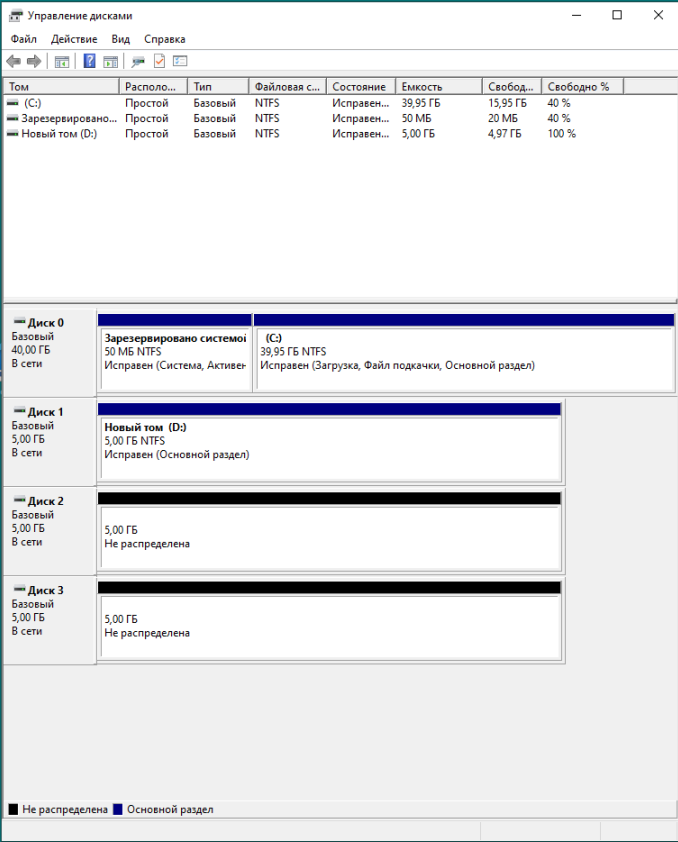 Управление дисками
Файл Действие Вид Справка
Том Располо... Тип Файловая с... Состояние Емкость Свобод... Свободно %
(C:) Простой Базовый NTFS Исправен... 39,95 ГБ 15,95 ГБ 40 %
Зарезервировано... Простой Базовый NTFS Исправен... 50 МБ 20 МБ 40 %
Новый том (D:) Простой Базовый NTFS Исправен... 5,00 ГБ 4,97 ГБ 100 %
Диск 0
Базовый
40,00 ГБ
В сети
Зарезервировано системой
50 МБ NTFS
Исправен (Система, Активен
(C:)
39,95 ГБ NTFS
Исправен (Загрузка, Файл подкачки, Основной раздел)
Диск 1
Базовый
5,00 ГБ
В сети
Новый том (D:)
5,00 ГБ NTFS
Исправен (Основной раздел)
Диск 2
Базовый
5,00 ГБ
В сети
5,00 ГБ
Не распределена
Диск 3
Базовый
5,00 ГБ
В сети
5,00 ГБ
Не распределена
Не распределена Основной раздел